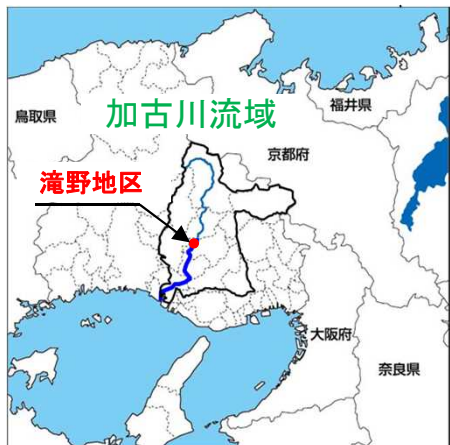 福井県
鳥取県
加古川流域
京都府
滝野地区
大阪府
奈良県